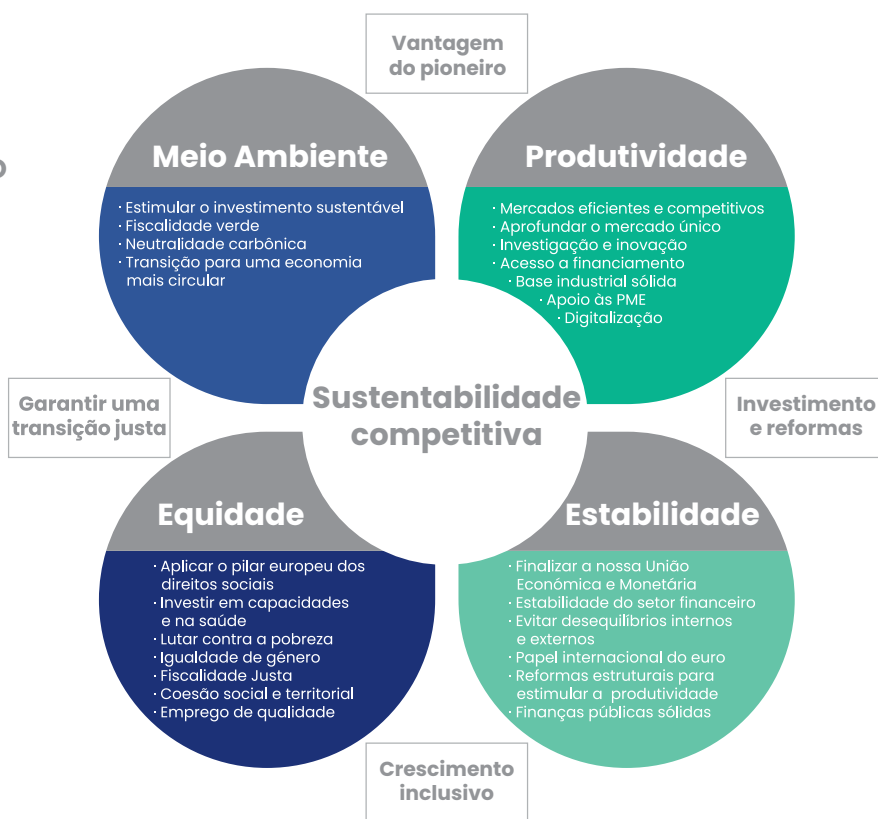 Vantagem
do pioneiro
Meio Ambiente
· Estimular o investimento sustentável
· Fiscalidade verde
· Neutralidade carbônica
· Transição para uma economia
mais circular
Produtividade
· Mercados eficientes e competitivos
· Aprofundar o mercado único
· Investigação e inovação
· Acesso a financiamento
· Base industrial sólida
· Apoio às PME
· Digitalização
Garantir uma
transição justa
Sustentabilidade
competitiva
Investimento
e reformas
Equidade
· Aplicar o pilar europeu dos
direitos sociais
· Investir em capacidades
e na saúde
· Lutar contra a pobreza
· Igualdade de género
· Fiscalidade Justa
· Coesão social e territorial
· Emprego de qualidade
Estabilidade
· Finalizar a nossa União
Económica e Monetária
· Estabilidade do setor financeiro
· Evitar desequilíbrios internos
e externos
· Papel internacional do euro
· Reformas estruturais para
estimular a produtividade
· Finanças públicas sólidas
Crescimento
inclusivo